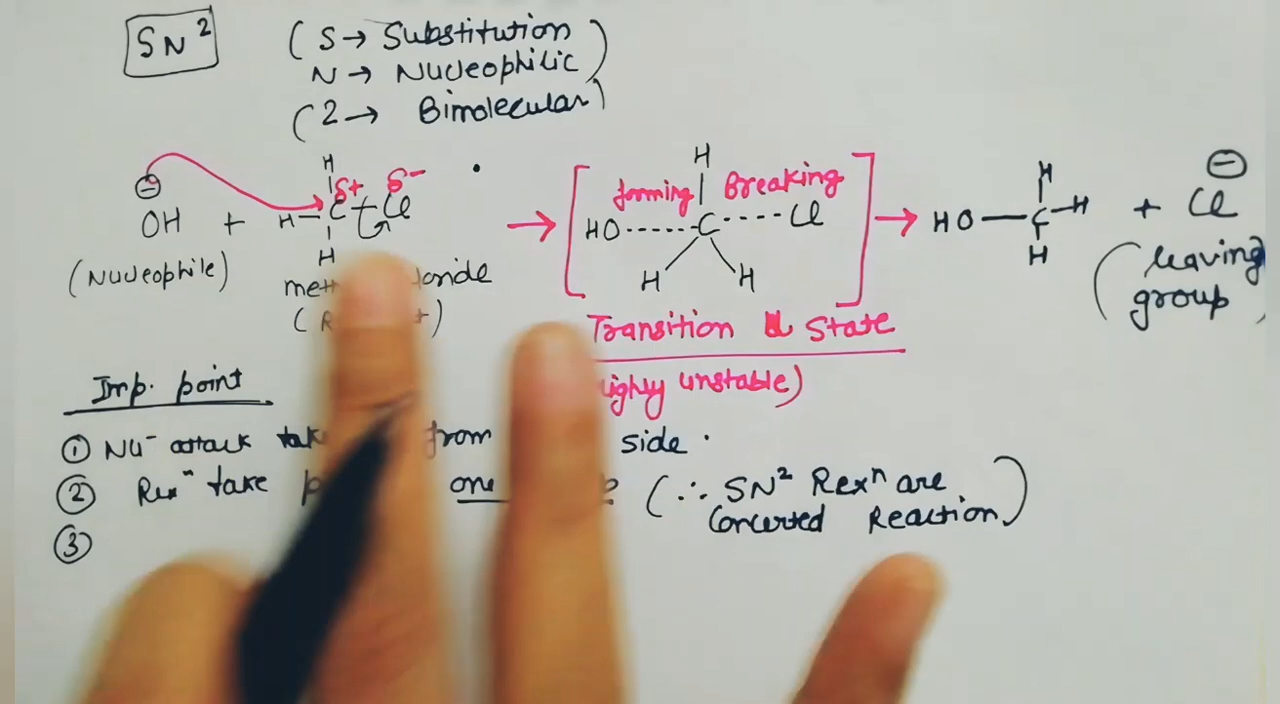 SN² (S → Substitution
N → Nucleophilic)
(2 → Bimolecular)
H
⊖ δ+ δ- H forming Breaking H ⊖
OH + H C Cl → [HO C Cl] → HO C H + Cl
H H H H
(Nucleophile) (leaving group)
Transition State
unstable)
Imp. point
① Nu⁻ attack from side.
② Rexⁿ take one (∴ SN² Rexⁿ are
Concerted Reaction)
③